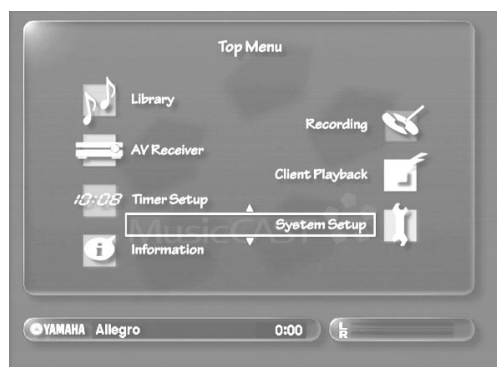 Top Menu
Library
Recording
AV Receiver
Client Playback
10:08 Timer Setup
System Setup
MusicCAST
Information
YAMAHA Allegro 0:00 L
R